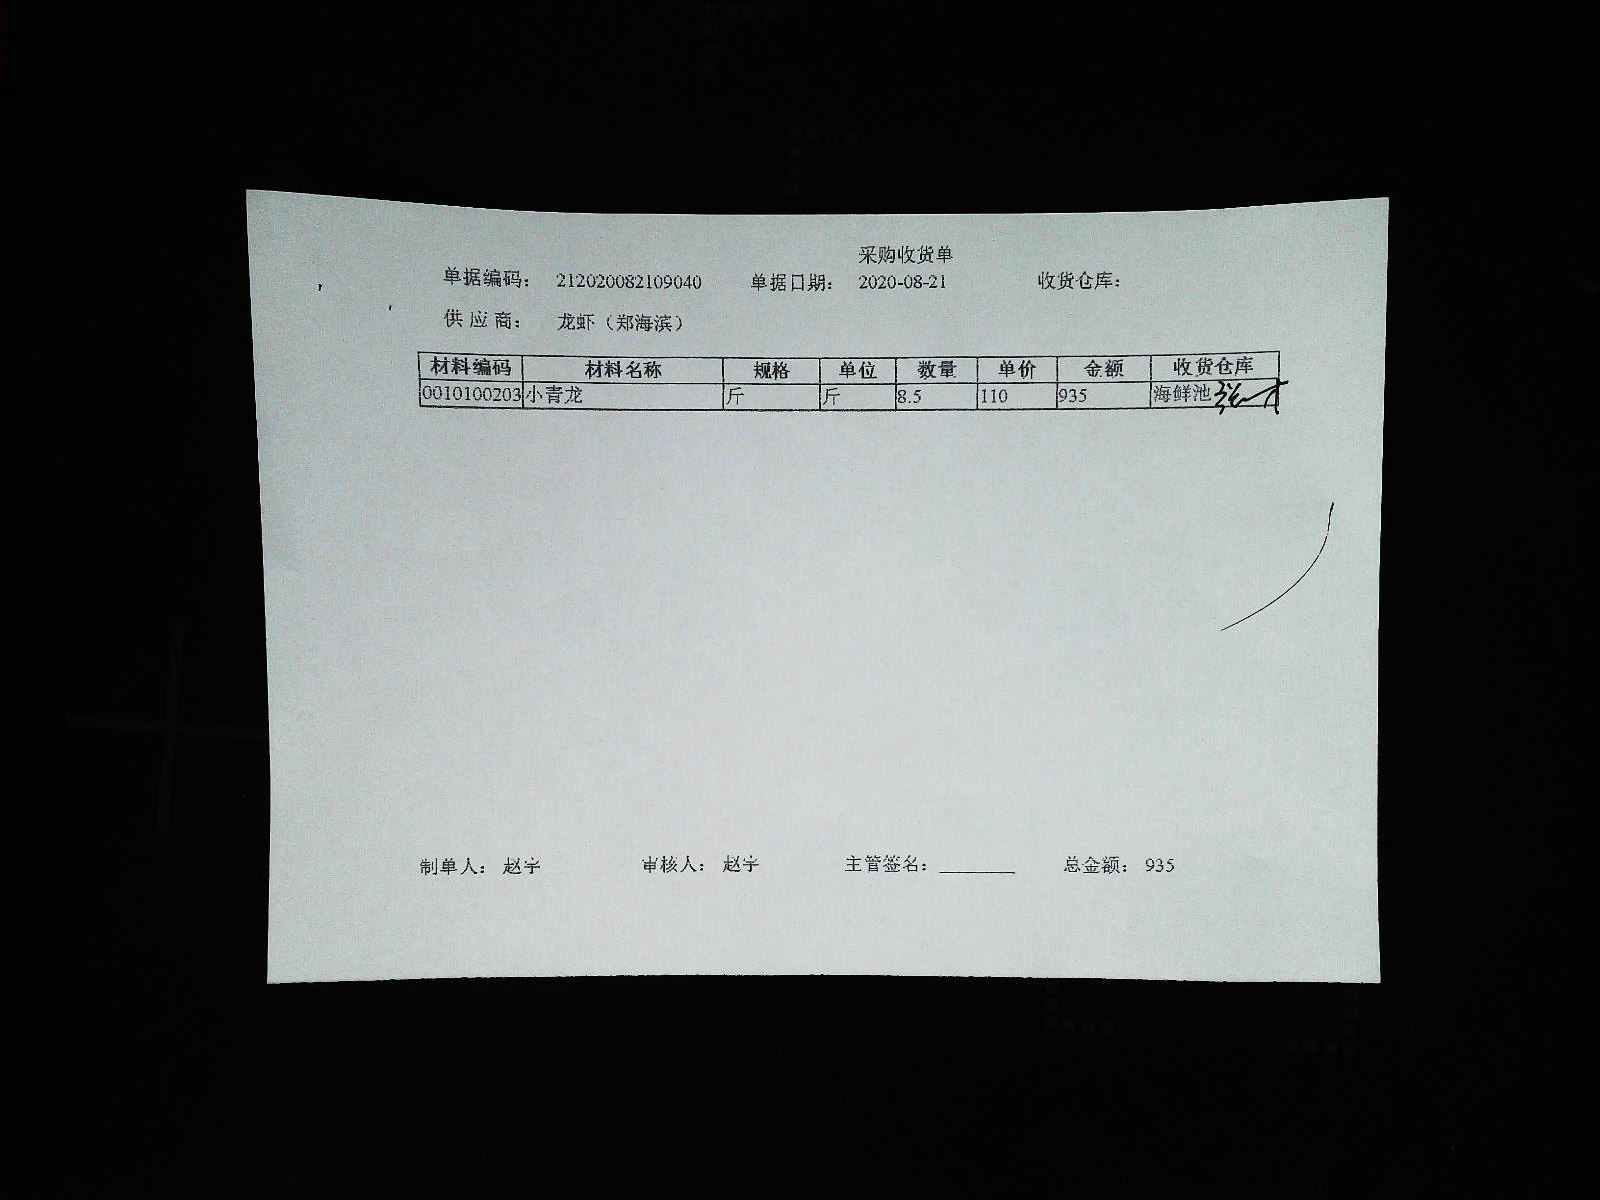 采购收货单
单据编码： 212020082109040 单据日期： 2020-08-21 收货仓库：
供应商： 龙虾（郑海滨）
材料编码 材料名称 规格 单位 数量 单价 金额 收货仓库
0010100203 小青龙 斤 斤 8.5 110 935 海鲜池
制单人： 赵宇 审核人： 赵宇 主管签名：________ 总金额： 935